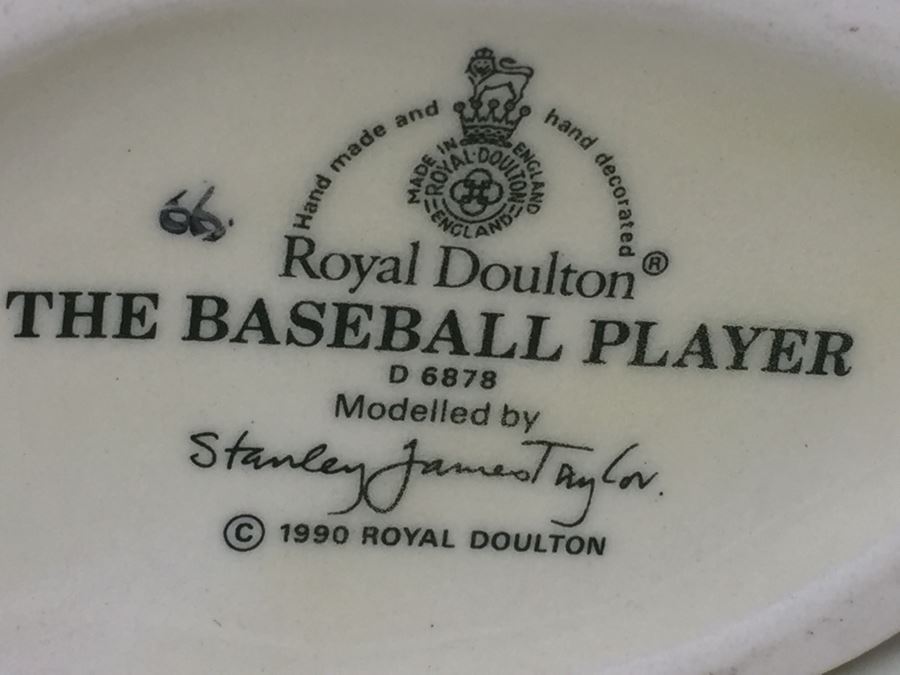 Hand made and hand decorated
MADE IN ENGLAND
ROYAL·DOULTON
ENGLAND
66.
Royal Doulton®
THE BASEBALL PLAYER
D 6878
Modelled by
Stanley James Taylor.
© 1990 ROYAL DOULTON